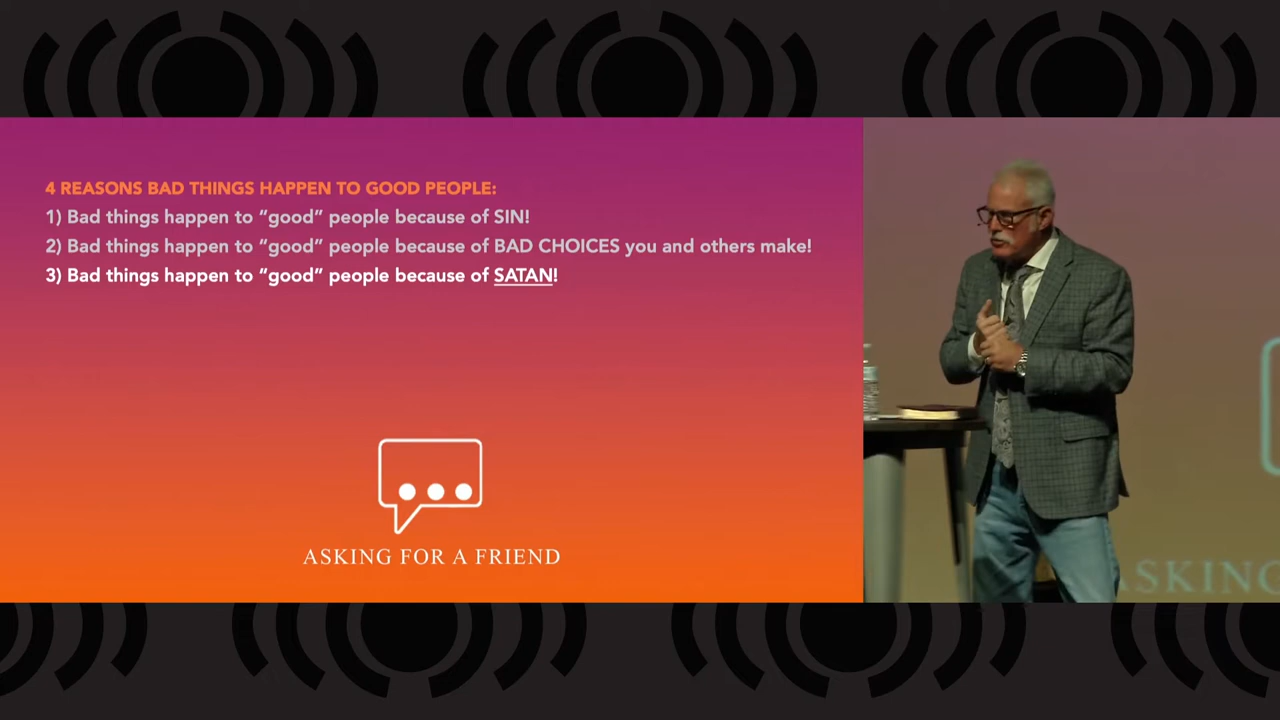 4 REASONS BAD THINGS HAPPEN TO GOOD PEOPLE:
1) Bad things happen to “good” people because of SIN!
2) Bad things happen to “good” people because of BAD CHOICES you and others make!
3) Bad things happen to “good” people because of SATAN!
ASKING FOR A FRIEND
ASKING